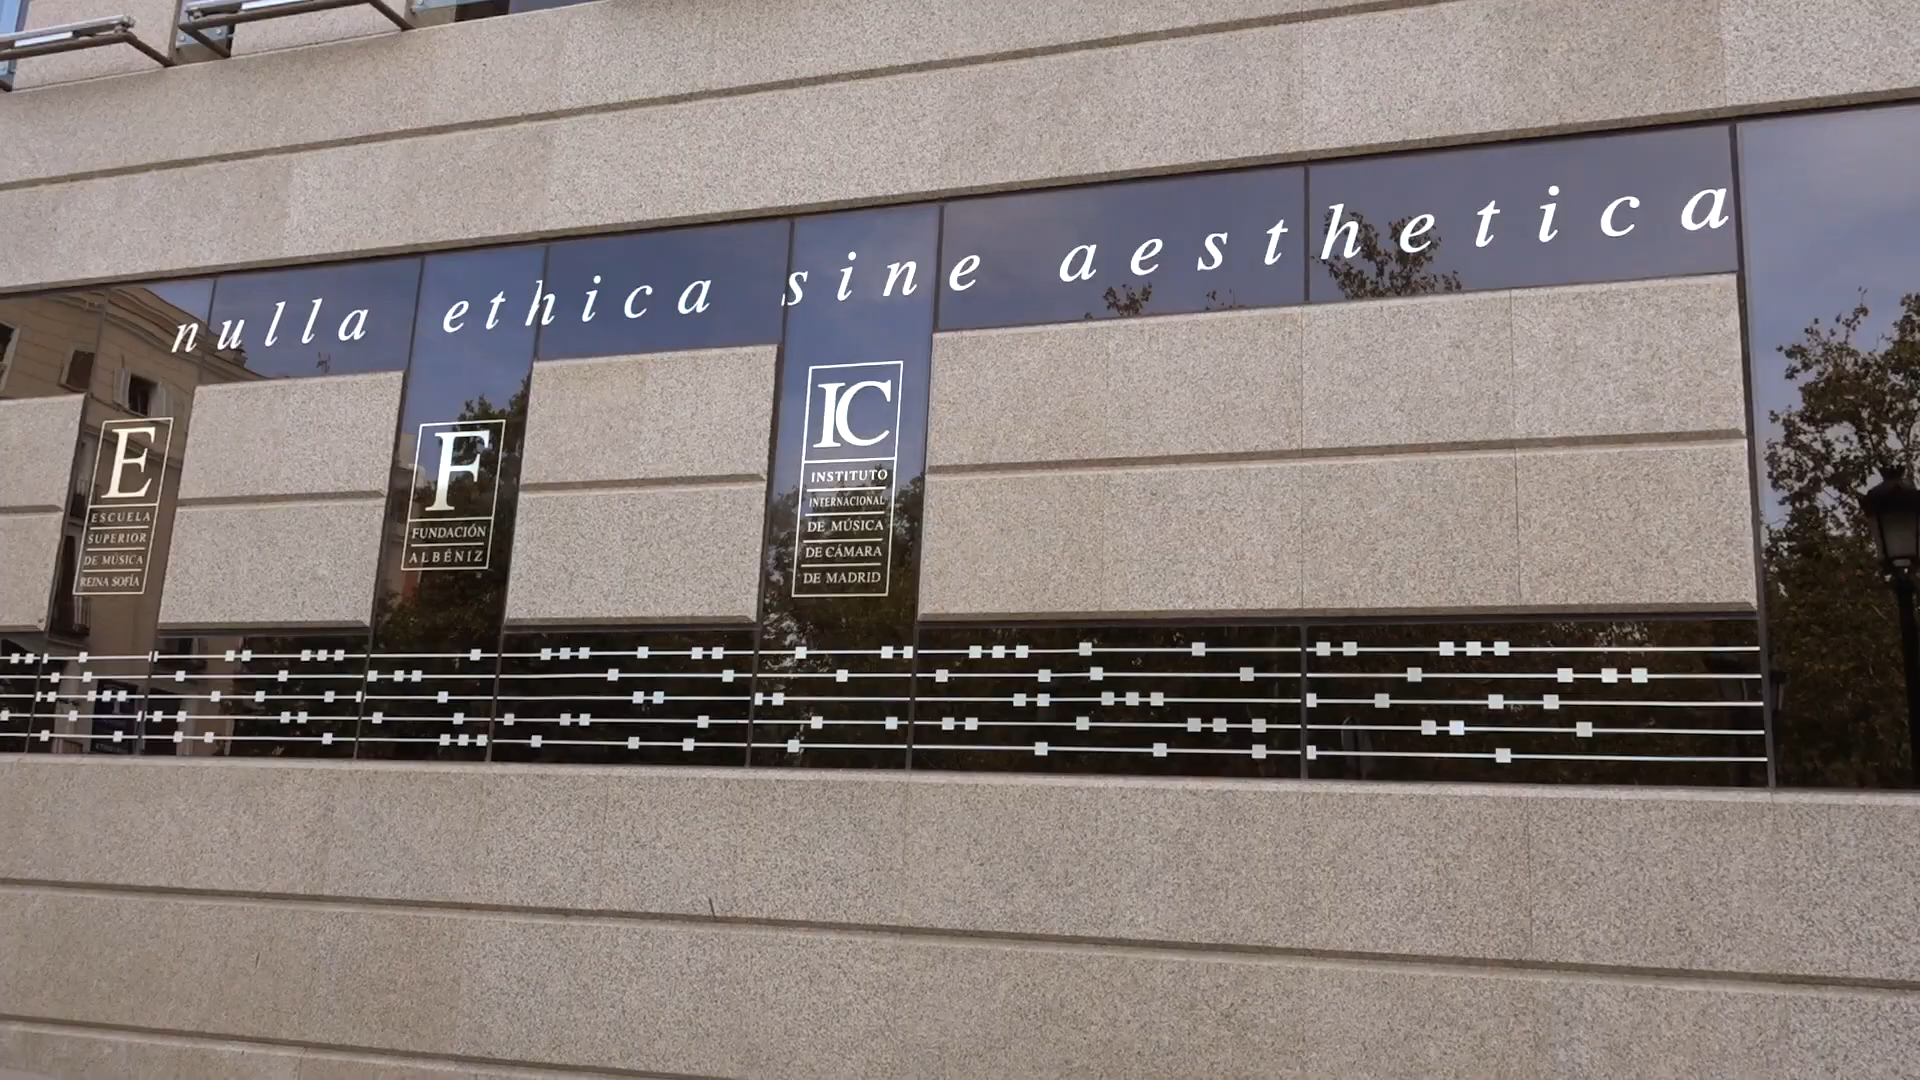 nulla ethica sine aesthetica
E
ESCUELA
SUPERIOR
DE MÚSICA
REINA SOFÍA
F
FUNDACIÓN
ALBÉNIZ
IC
INSTITUTO
INTERNACIONAL
DE MÚSICA
DE CÁMARA
DE MADRID